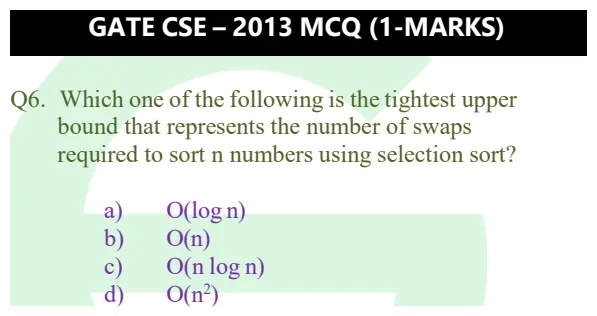 GATE CSE – 2013 MCQ (1-MARKS)
Q6. Which one of the following is the tightest upper
bound that represents the number of swaps
required to sort n numbers using selection sort?
a) O(log n)
b) O(n)
c) O(n log n)
d) O(n²)